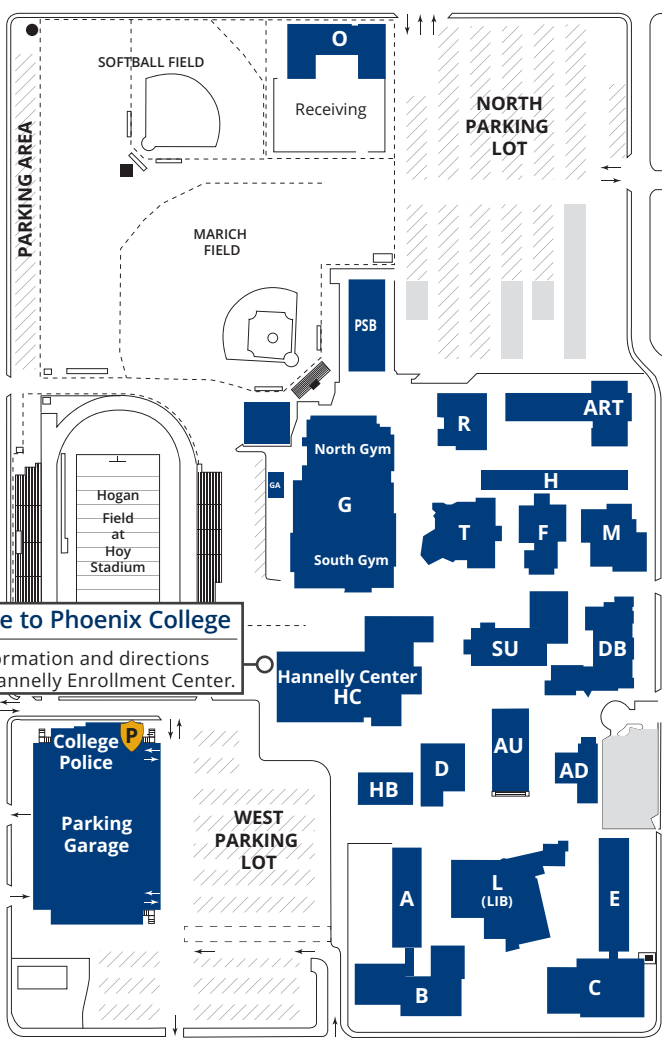 O
SOFTBALL FIELD
Receiving
NORTH
PARKING
LOT
PARKING AREA
MARICH
FIELD
PSB
ART
R
North Gym
H
GA
G
Hogan
Field
at
Hoy
Stadium
T
F
M
South Gym
e to Phoenix College
ormation and directions
annelly Enrollment Center.
SU
DB
Hannelly Center
HC
P
College
Police
AU
D
AD
HB
Parking
Garage
WEST
PARKING
LOT
L
(LIB)
A
E
B
C